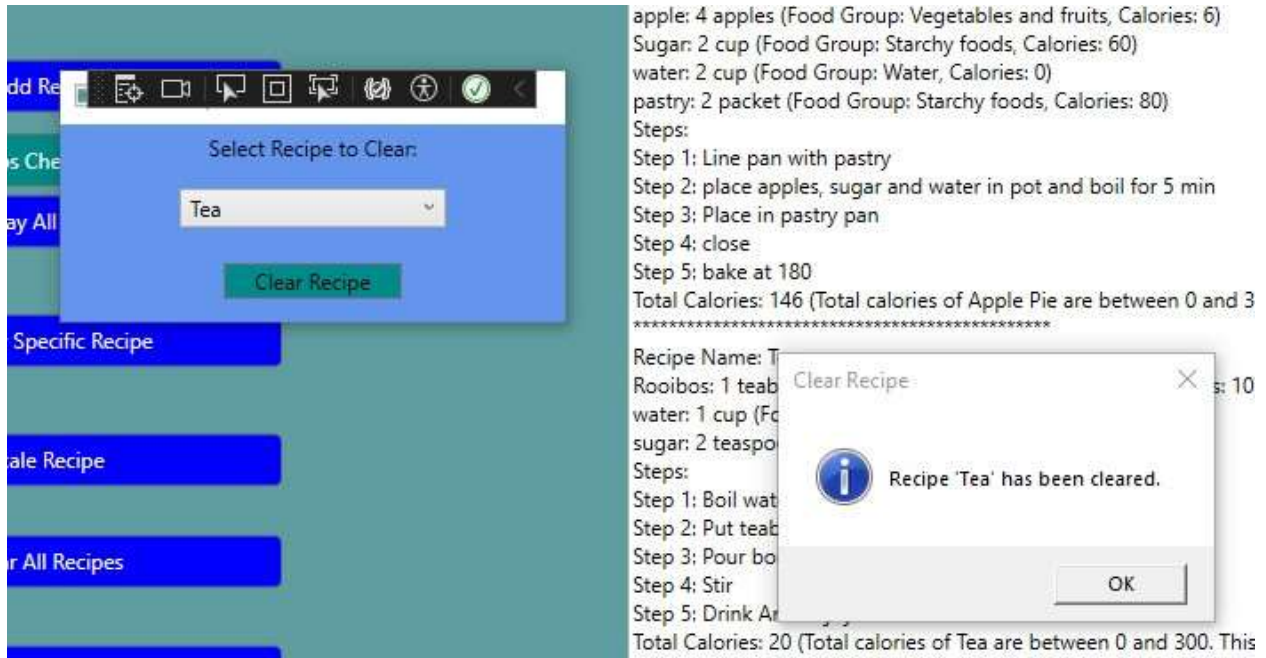 dd Re
s Che
ay All
Specific Recipe
ale Recipe
r All Recipes
Select Recipe to Clear:
Tea
Clear Recipe
apple: 4 apples (Food Group: Vegetables and fruits, Calories: 6)
Sugar: 2 cup (Food Group: Starchy foods, Calories: 60)
water: 2 cup (Food Group: Water, Calories: 0)
pastry: 2 packet (Food Group: Starchy foods, Calories: 80)
Steps:
Step 1: Line pan with pastry
Step 2: place apples, sugar and water in pot and boil for 5 min
Step 3: Place in pastry pan
Step 4: close
Step 5: bake at 180
Total Calories: 146 (Total calories of Apple Pie are between 0 and 3
***********************************************
Recipe Name: T
Rooibos: 1 teab s: 10
water: 1 cup (Fo
sugar: 2 teaspo
Steps:
Step 1: Boil wat
Step 2: Put teab
Step 3: Pour bo
Step 4: Stir
Step 5: Drink Ar
Total Calories: 20 (Total calories of Tea are between 0 and 300. This
Clear Recipe
Recipe 'Tea' has been cleared.
OK